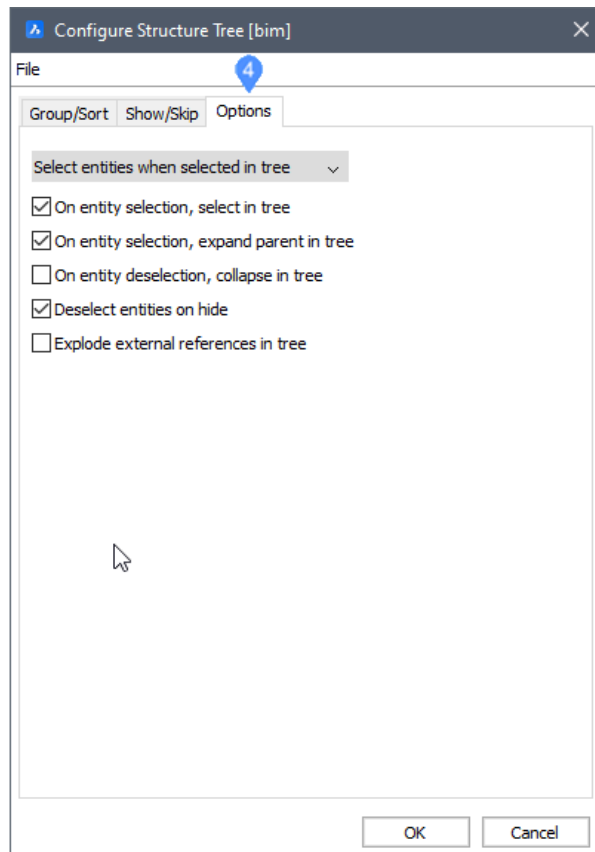 Configure Structure Tree [bim]
File
4
Group/Sort Show/Skip Options
Select entities when selected in tree
On entity selection, select in tree
On entity selection, expand parent in tree
On entity deselection, collapse in tree
Deselect entities on hide
Explode external references in tree
OK Cancel